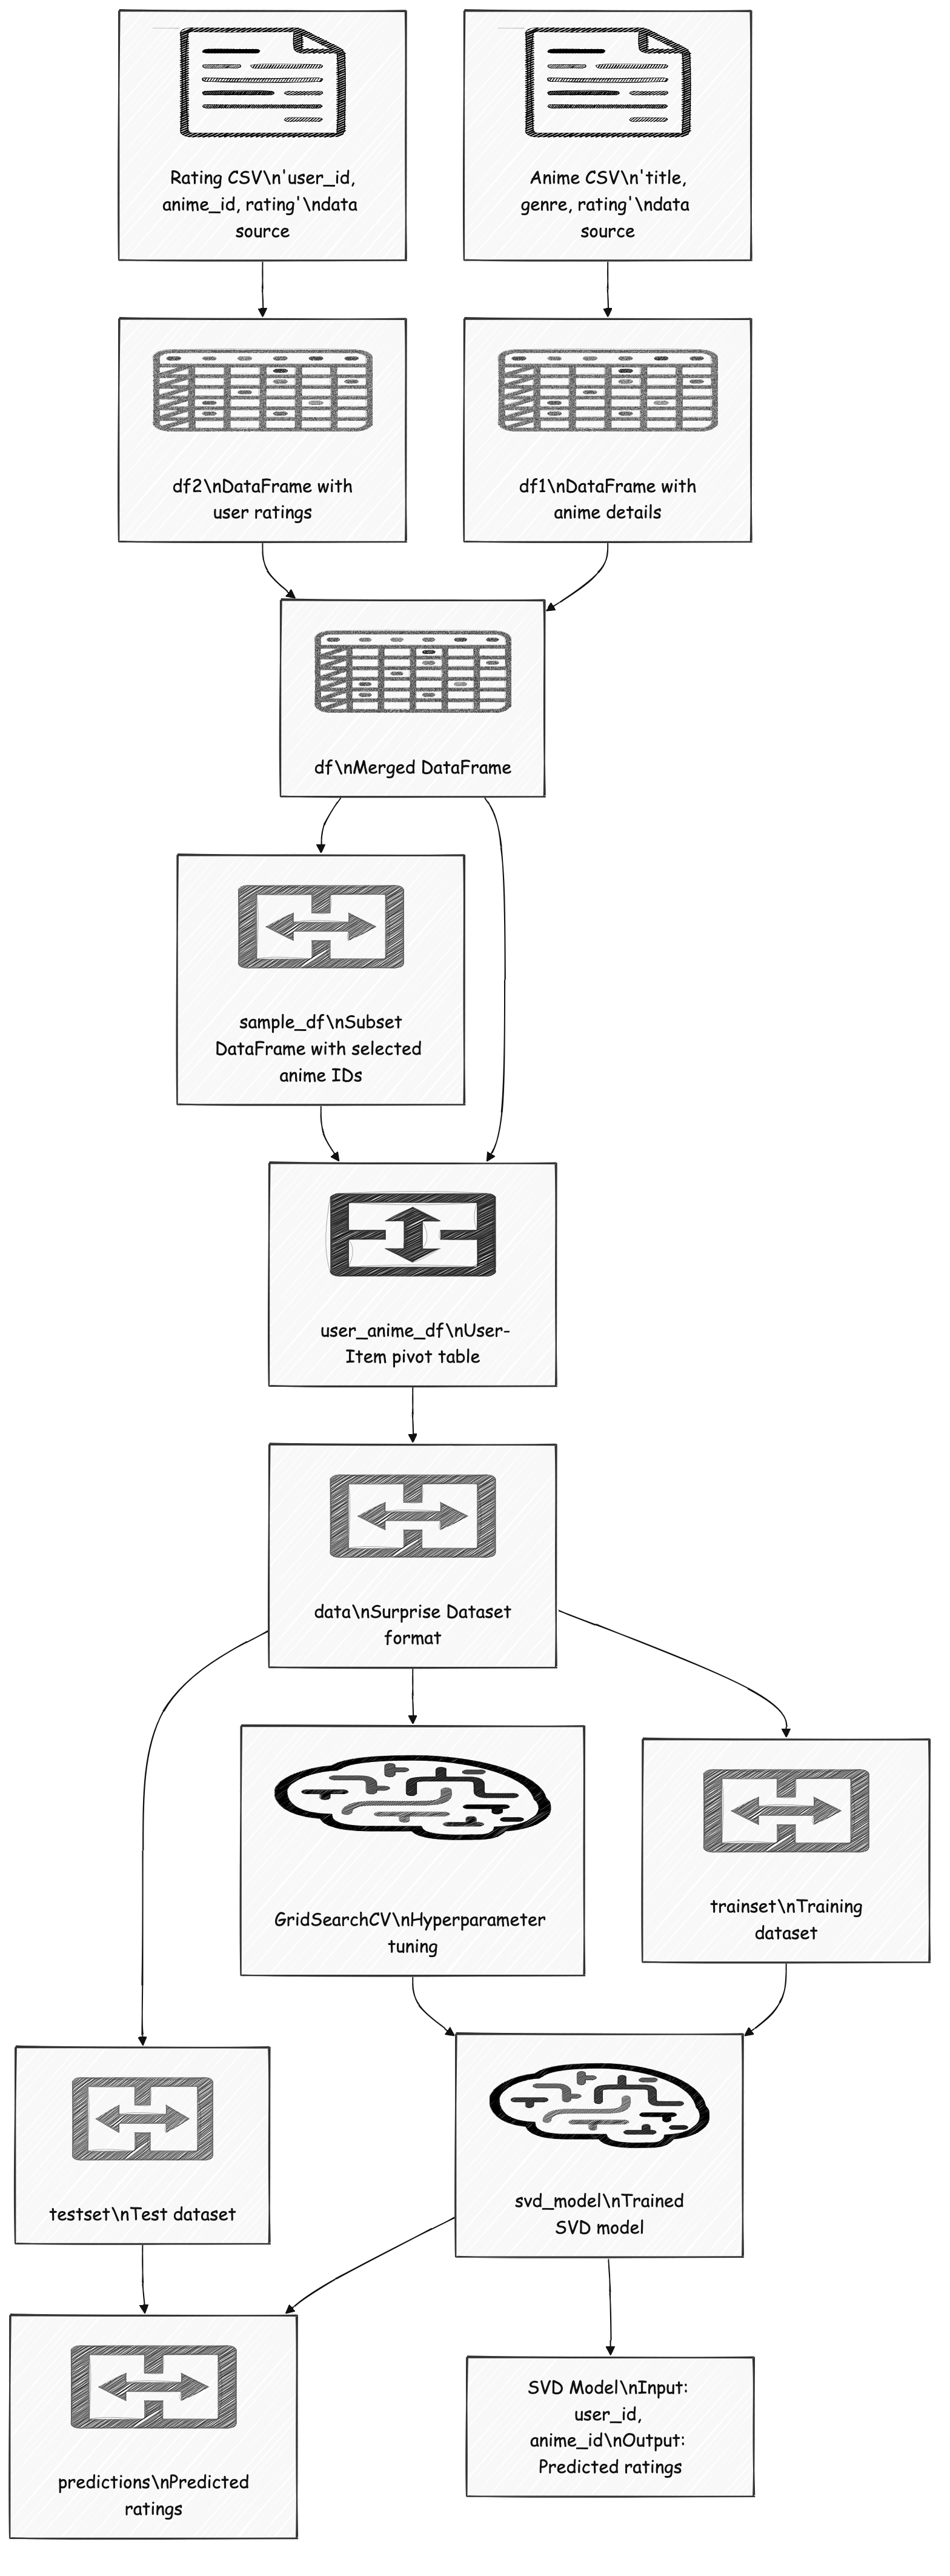 Rating CSV\n'user_id,
anime_id, rating'\ndata
source
Anime CSV\n'title,
genre, rating'\ndata
source
df2\nDataFrame with
user ratings
df1\nDataFrame with
anime details
df\nMerged DataFrame
sample_df\nSubset
DataFrame with selected
anime IDs
user_anime_df\nUser-
Item pivot table
data\nSurprise Dataset
format
GridSearchCV\nHyperparameter
tuning
trainset\nTraining
dataset
testset\nTest dataset
svd_model\nTrained
SVD model
predictions\nPredicted
ratings
SVD Model\nInput:
user_id,
anime_id\nOutput:
Predicted ratings